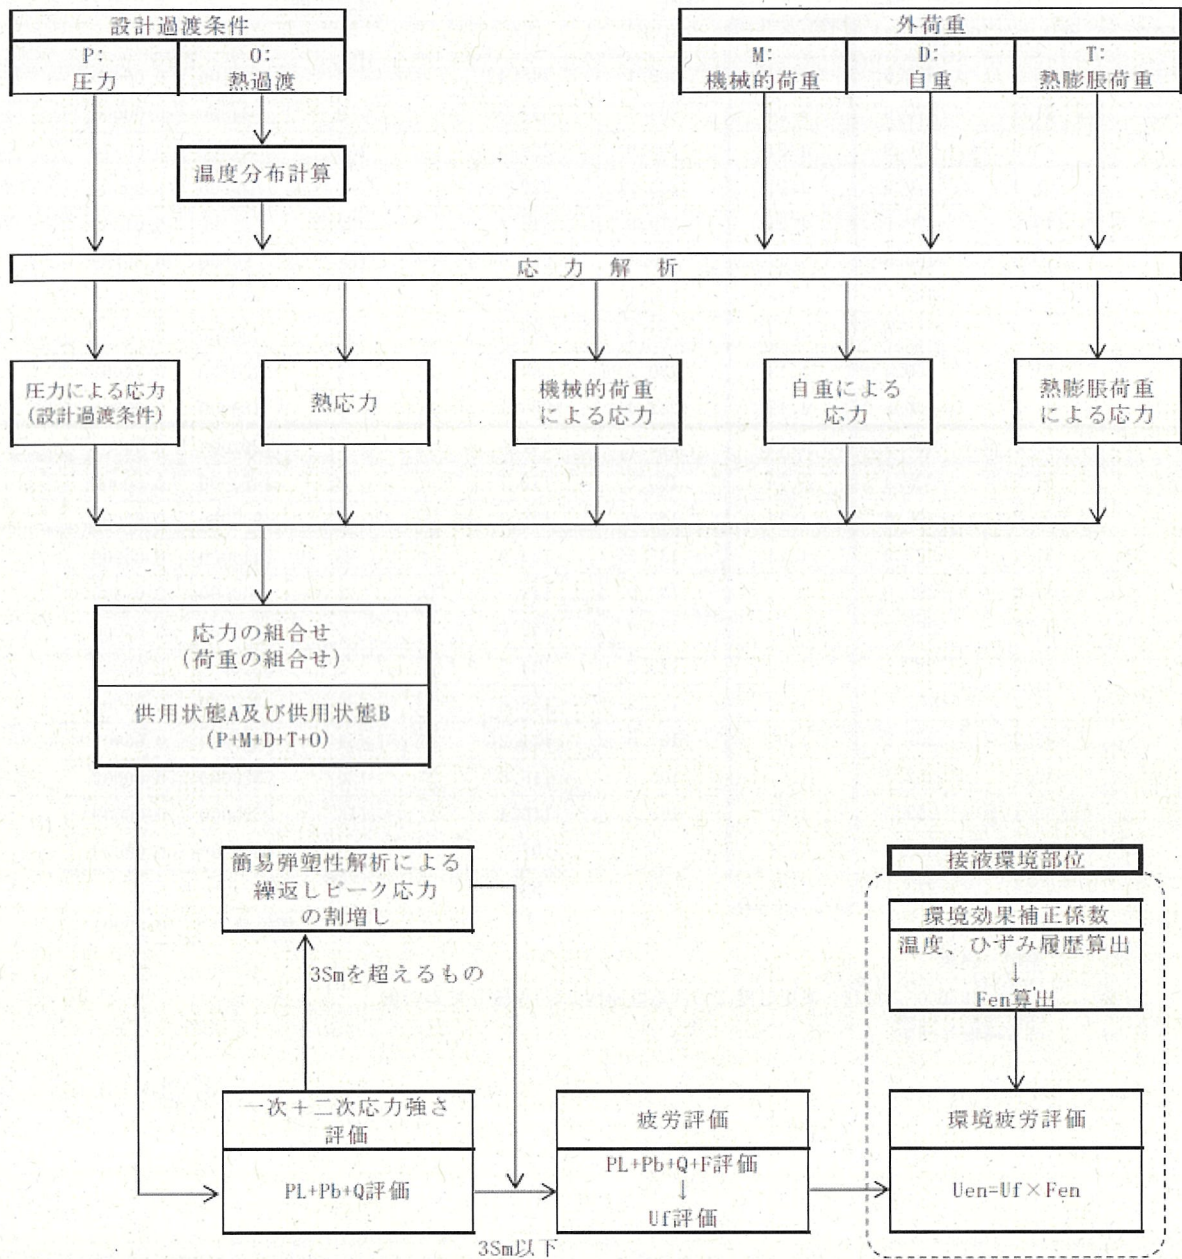 設計過渡条件
P:
圧力
O:
熱過渡
外荷重
M:
機械的荷重
D:
自重
T:
熱膨脹荷重
温度分布計算
応力解析
圧力による応力
(設計過渡条件)
熱応力
機械的荷重
による応力
自重による
応力
熱膨脹荷重
による応力
応力の組合せ
(荷重の組合せ)
供用状態A及び供用状態B
(P+M+D+T+O)
簡易弾塑性解析による
繰返しピーク応力
の割増し
3Smを超えるもの
接液環境部位
環境効果補正係数
温度、ひずみ履歴算出
↓
Fen算出
一次+二次応力強さ
評価
PL+Pb+Q評価
3Sm以下
疲労評価
PL+Pb+Q+F評価
↓
Uf評価
環境疲労評価
Uen=Uf×Fen